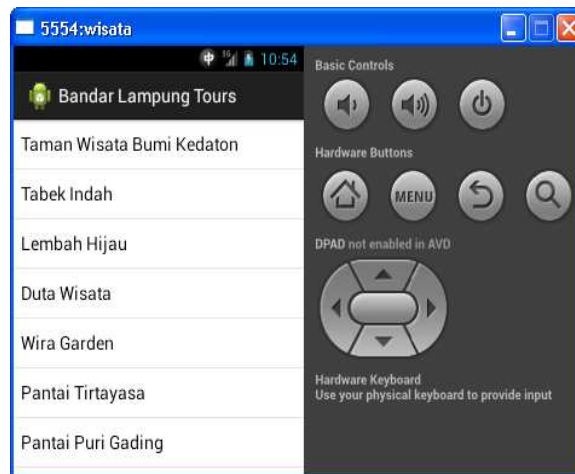 5554:wisata
3G 10:54
Bandar Lampung Tours
Taman Wisata Bumi Kedaton
Tabek Indah
Lembah Hijau
Duta Wisata
Wira Garden
Pantai Tirtayasa
Pantai Puri Gading
Basic Controls
Hardware Buttons
MENU
DPAD not enabled in AVD
Hardware Keyboard
Use your physical keyboard to provide input